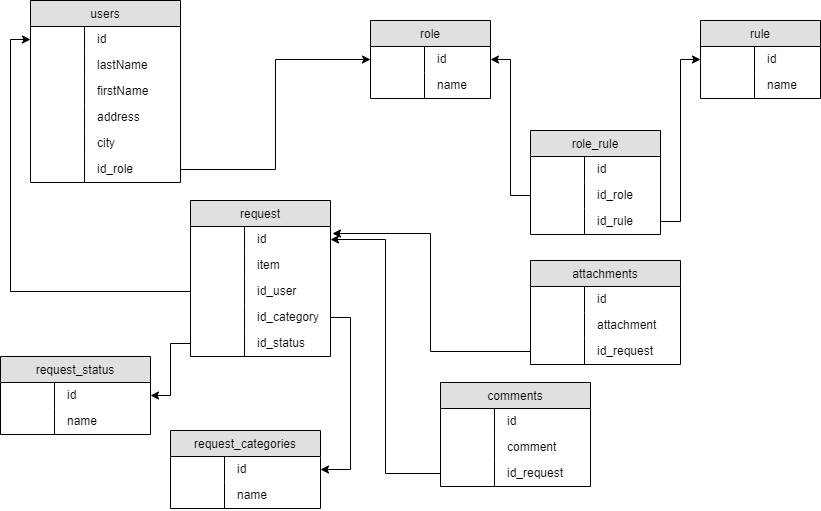 users
id
lastName
firstName
address
city
id_role
role
id
name
rule
id
name
role_rule
id
id_role
id_rule
request
id
item
id_user
id_category
id_status
attachments
id
attachment
id_request
request_status
id
name
comments
id
comment
id_request
request_categories
id
name